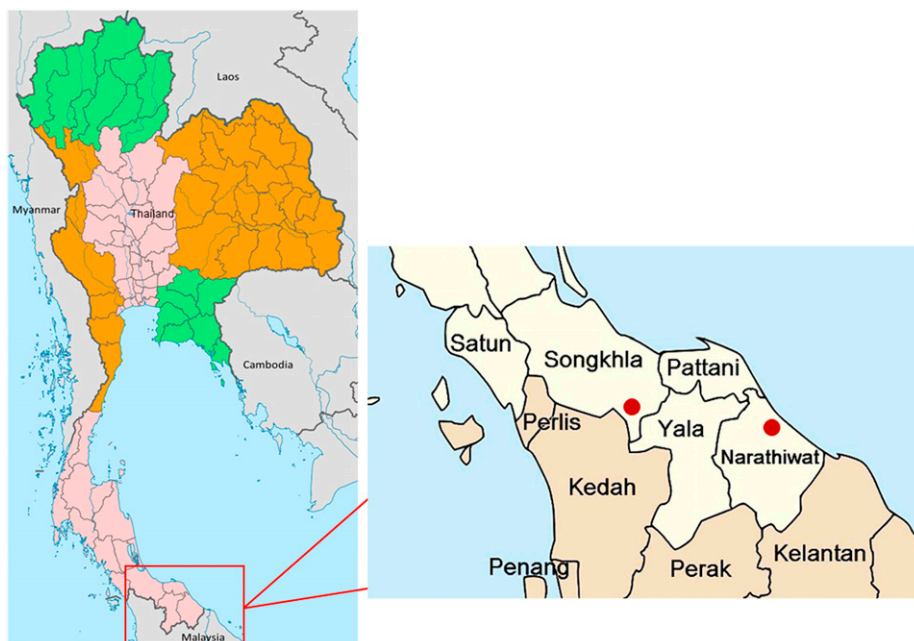 Laos
Myanmar
Thailand
Cambodia
Malaysia
Satun
Songkhla
Pattani
Perlis
Yala
Narathiwat
Kedah
Kelantan
Penang
Perak